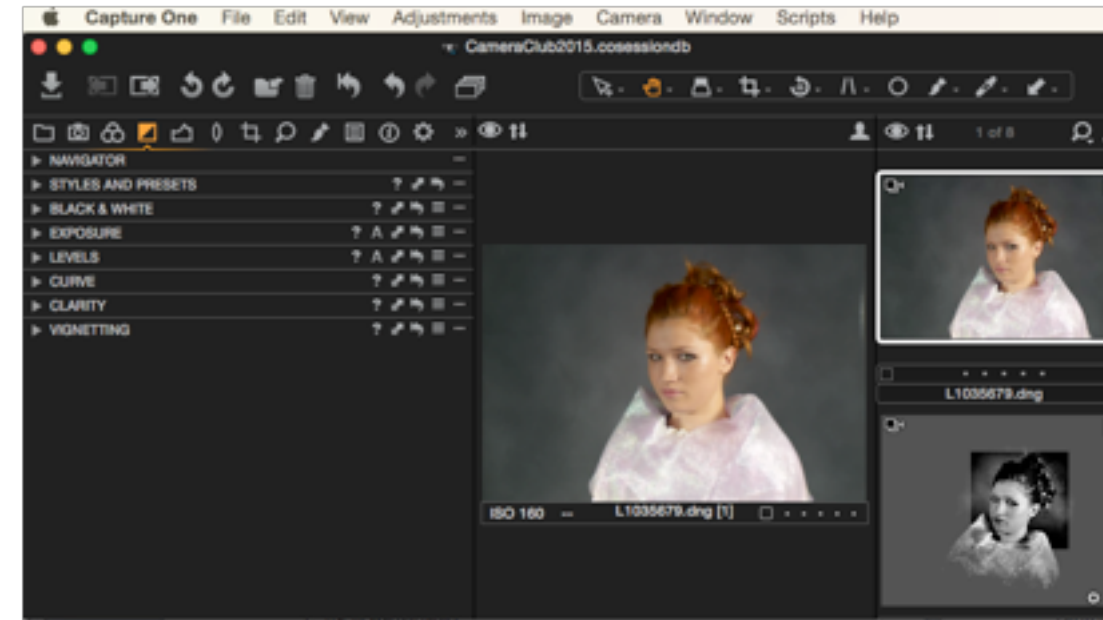 Capture One File Edit View Adjustments Image Camera Window Scripts Help
CameraClub2015.cosessiondb
1 of 8
NAVIGATOR
STYLES AND PRESETS ?
BLACK & WHITE ?
EXPOSURE ? A
LEVELS ? A
CURVE ?
CLARITY ?
VIGNETTING ?
ISO 160 -- L1035679.dng [1]
L1035679.dng